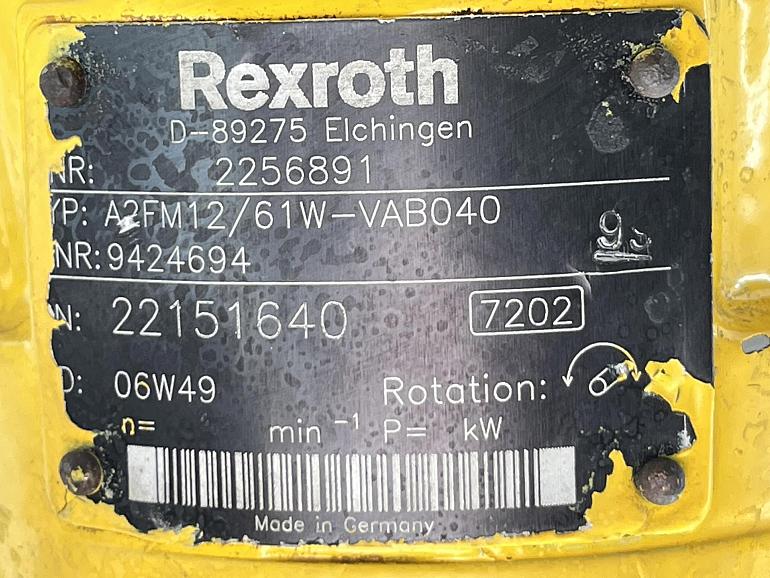 Rexroth
D-89275 Elchingen
NR: 2256891
YP: A2FM12/61W-VAB040
NR: 9424694
N: 22151640 7202
D: 06W49 Rotation:
n= min -1 P= kW
Made in Germany